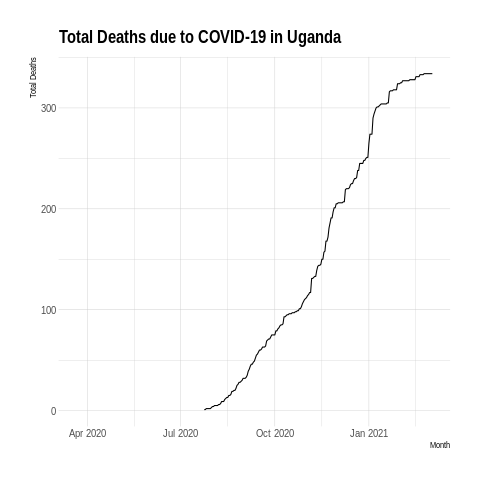 Total Deaths due to COVID-19 in Uganda
Total Deaths
300
200
100
0
Apr 2020
Jul 2020
Oct 2020
Jan 2021
Month